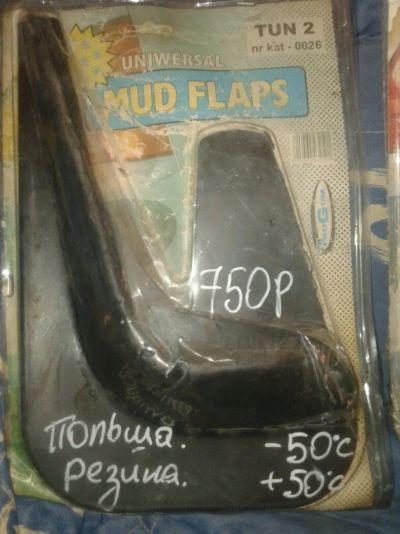 TUN 2
nr kat - 0026
UNIWERSAL
MUD FLAPS
750р
Польша.
Резина.
-50°c
+50°c